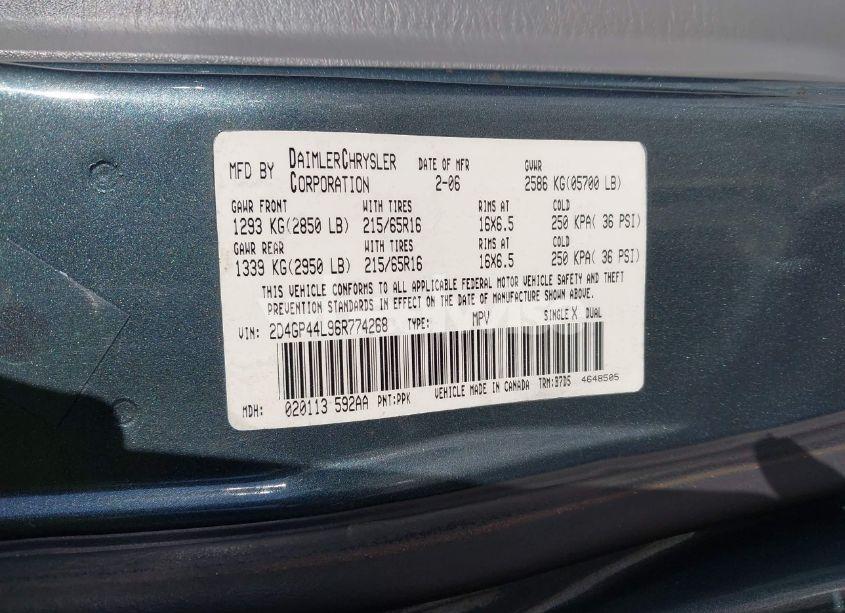 MFD BY DAIMLERCHRYSLER CORPORATION DATE OF MFR 2-06 GVWR 2586 KG(05700 LB)
GAWR FRONT WITH TIRES RIMS AT COLD
1293 KG(2850 LB) 215/65R16 16X6.5 250 KPA( 36 PSI)
GAWR REAR WITH TIRES RIMS AT COLD
1339 KG(2950 LB) 215/65R16 16X6.5 250 KPA( 36 PSI)
THIS VEHICLE CONFORMS TO ALL APPLICABLE FEDERAL MOTOR VEHICLE SAFETY AND THEFT
PREVENTION STANDARDS IN EFFECT ON THE DATE OF MANUFACTURE SHOWN ABOVE.
VIN: 2D4GP44L96R774268 TYPE: MPV SINGLE X DUAL
MDH: 020113 592AA PNT:PPK VEHICLE MADE IN CANADA TRM:B7D5 4648505